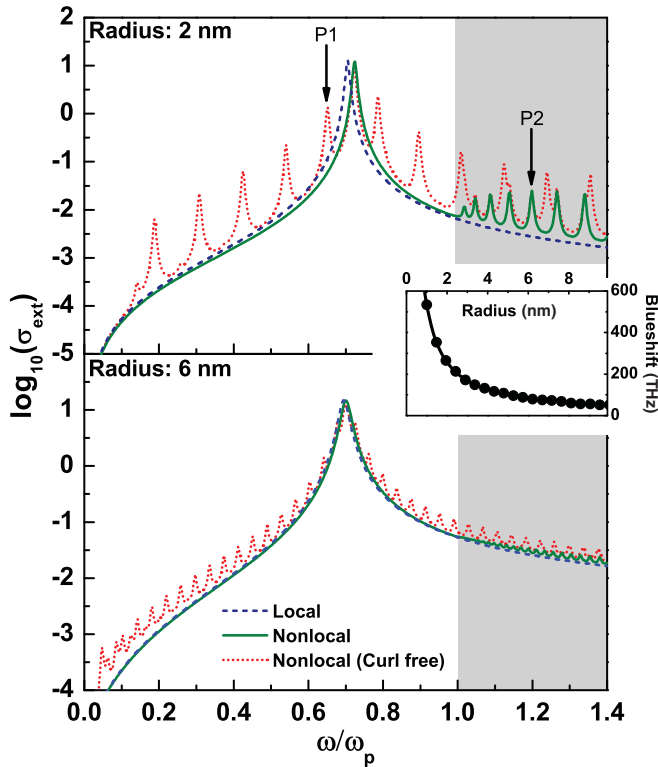 Radius: 2 nm
P1
P2
1
0
-1
-2
-3
-4
-5
log10(σext)
0 2 4 6 8
Radius (nm)
600
400
200
0
Blueshift (THz)
Radius: 6 nm
1
0
-1
-2
-3
-4
Local
Nonlocal
Nonlocal (Curl free)
0.0 0.2 0.4 0.6 0.8 1.0 1.2 1.4
ω/ωp